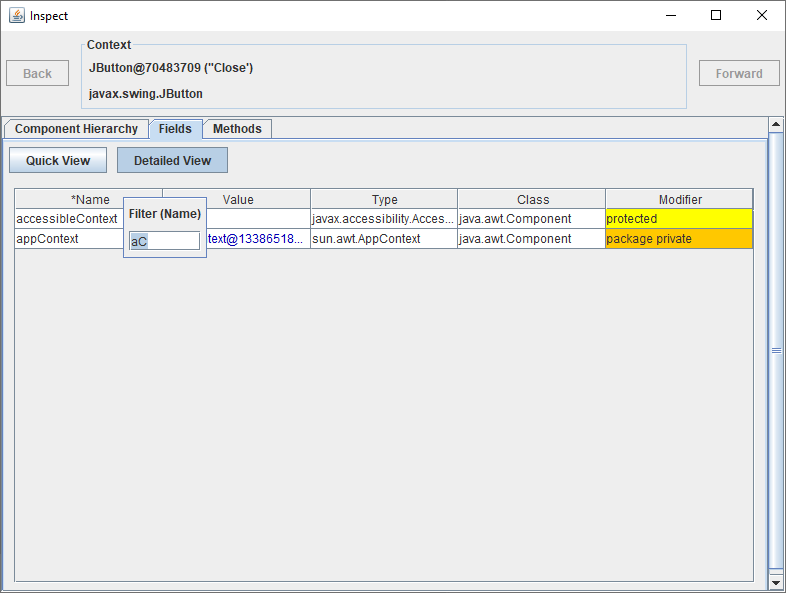 Inspect
Context
Back
JButton@70483709 ("Close')
javax.swing.JButton
Forward
Component Hierarchy Fields Methods
Quick View Detailed View
*Name Value Type Class Modifier
accessibleContext javax.accessibility.Acces... java.awt.Component protected
appContext text@13386518... sun.awt.AppContext java.awt.Component package private
Filter (Name)
aC